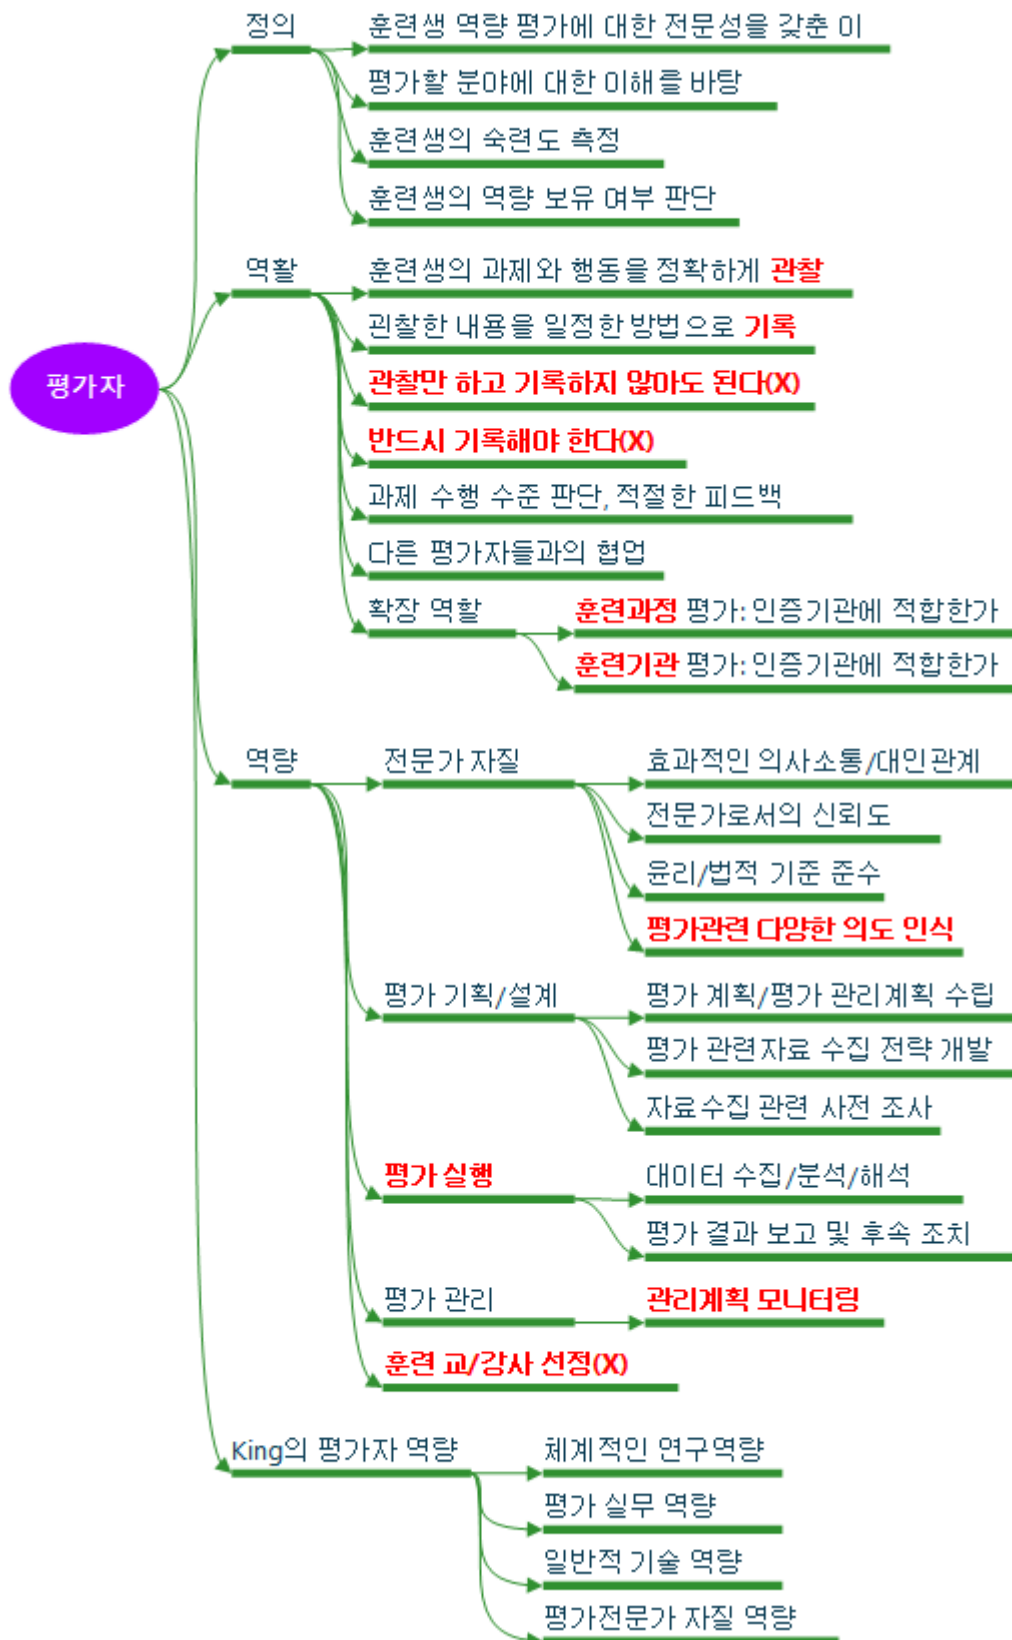 평가자
정의
훈련생 역량 평가에 대한 전문성을 갖춘 이
평가할 분야에 대한 이해를 바탕
훈련생의 숙련도 측정
훈련생의 역량 보유 여부 판단
역활
훈련생의 과제와 행동을 정확하게 관찰
괸찰한 내용을 일정한 방법으로 기록
관찰만 하고 기록하지 않아도 된다(X)
반드시 기록해야 한다(X)
과제 수행 수준 판단, 적절한 피드백
다른 평가자들과의 협업
확장 역할
훈련과정 평가: 인증기관에 적합한가
훈련기관 평가: 인증기관에 적합한가
역량
전문가 자질
효과적인 의사소통/대인관계
전문가로서의 신뢰도
윤리/법적 기준 준수
평가관련 다양한 의도 인식
평가 기획/설계
평가 계획/평가 관리계획 수립
평가 관련자료 수집 전략 개발
자료수집 관련 사전 조사
평가 실행
데이터 수집/분석/해석
평가 결과 보고 및 후속 조치
평가 관리
관리계획 모니터링
훈련 교/강사 선정(X)
King의 평가자 역량
체계적인 연구역량
평가 실무 역량
일반적 기술 역량
평가전문가 자질 역량